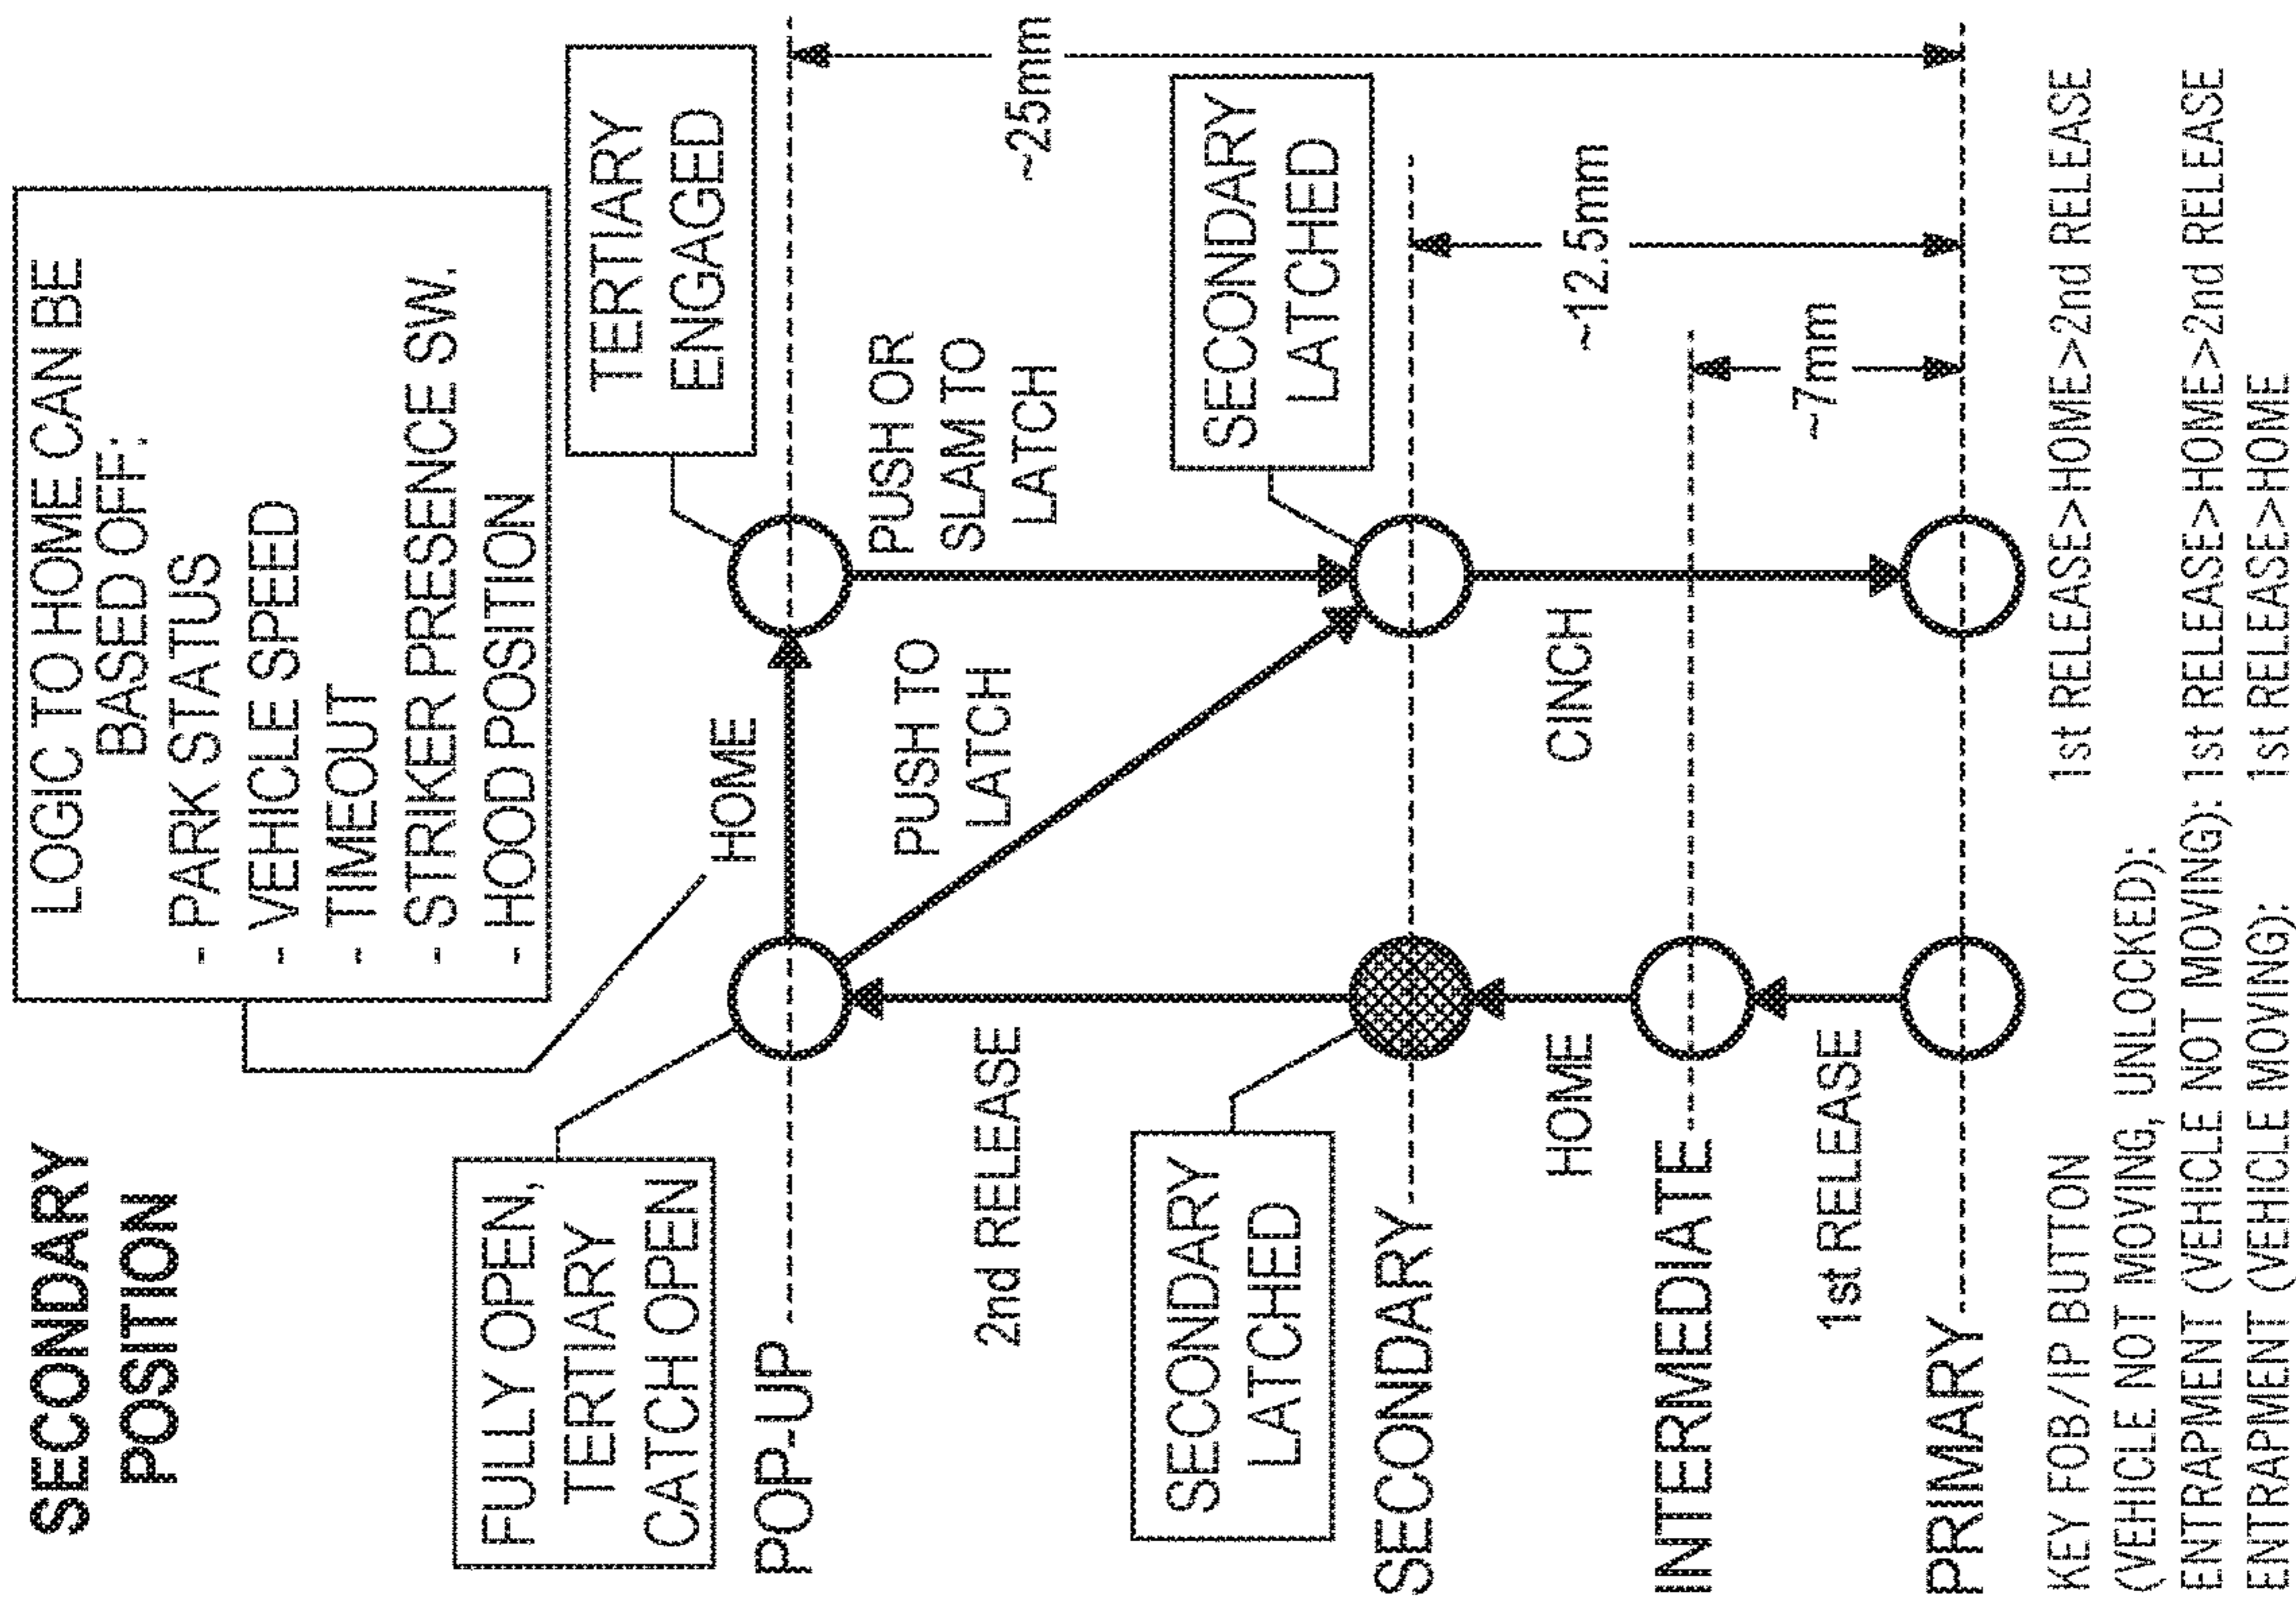 SECONDARY
POSITION
LOGIC TO HOME CAN BE
BASED OFF:
- PARK STATUS
- VEHICLE SPEED
- TIMEOUT
- STRIKER PRESENCE SW.
- HOOD POSITION
FULLY OPEN,
TERTIARY
CATCH OPEN
HOME
TERTIARY
ENGAGED
POP-UP
2nd RELEASE
PUSH TO
LATCH
PUSH OR
SLAM TO
LATCH
~25mm
SECONDARY
LATCHED
SECONDARY
LATCHED
SECONDARY
HOME
CINCH
~12.5mm
INTERMEDIATE
1st RELEASE
~7mm
PRIMARY
KEY FOB/IP BUTTON
(VEHICLE NOT MOVING, UNLOCKED): 1st RELEASE>HOME>2nd RELEASE
ENTRAPMENT (VEHICLE NOT MOVING): 1st RELEASE>HOME>2nd RELEASE
ENTRAPMENT (VEHICLE MOVING): 1st RELEASE>HOME